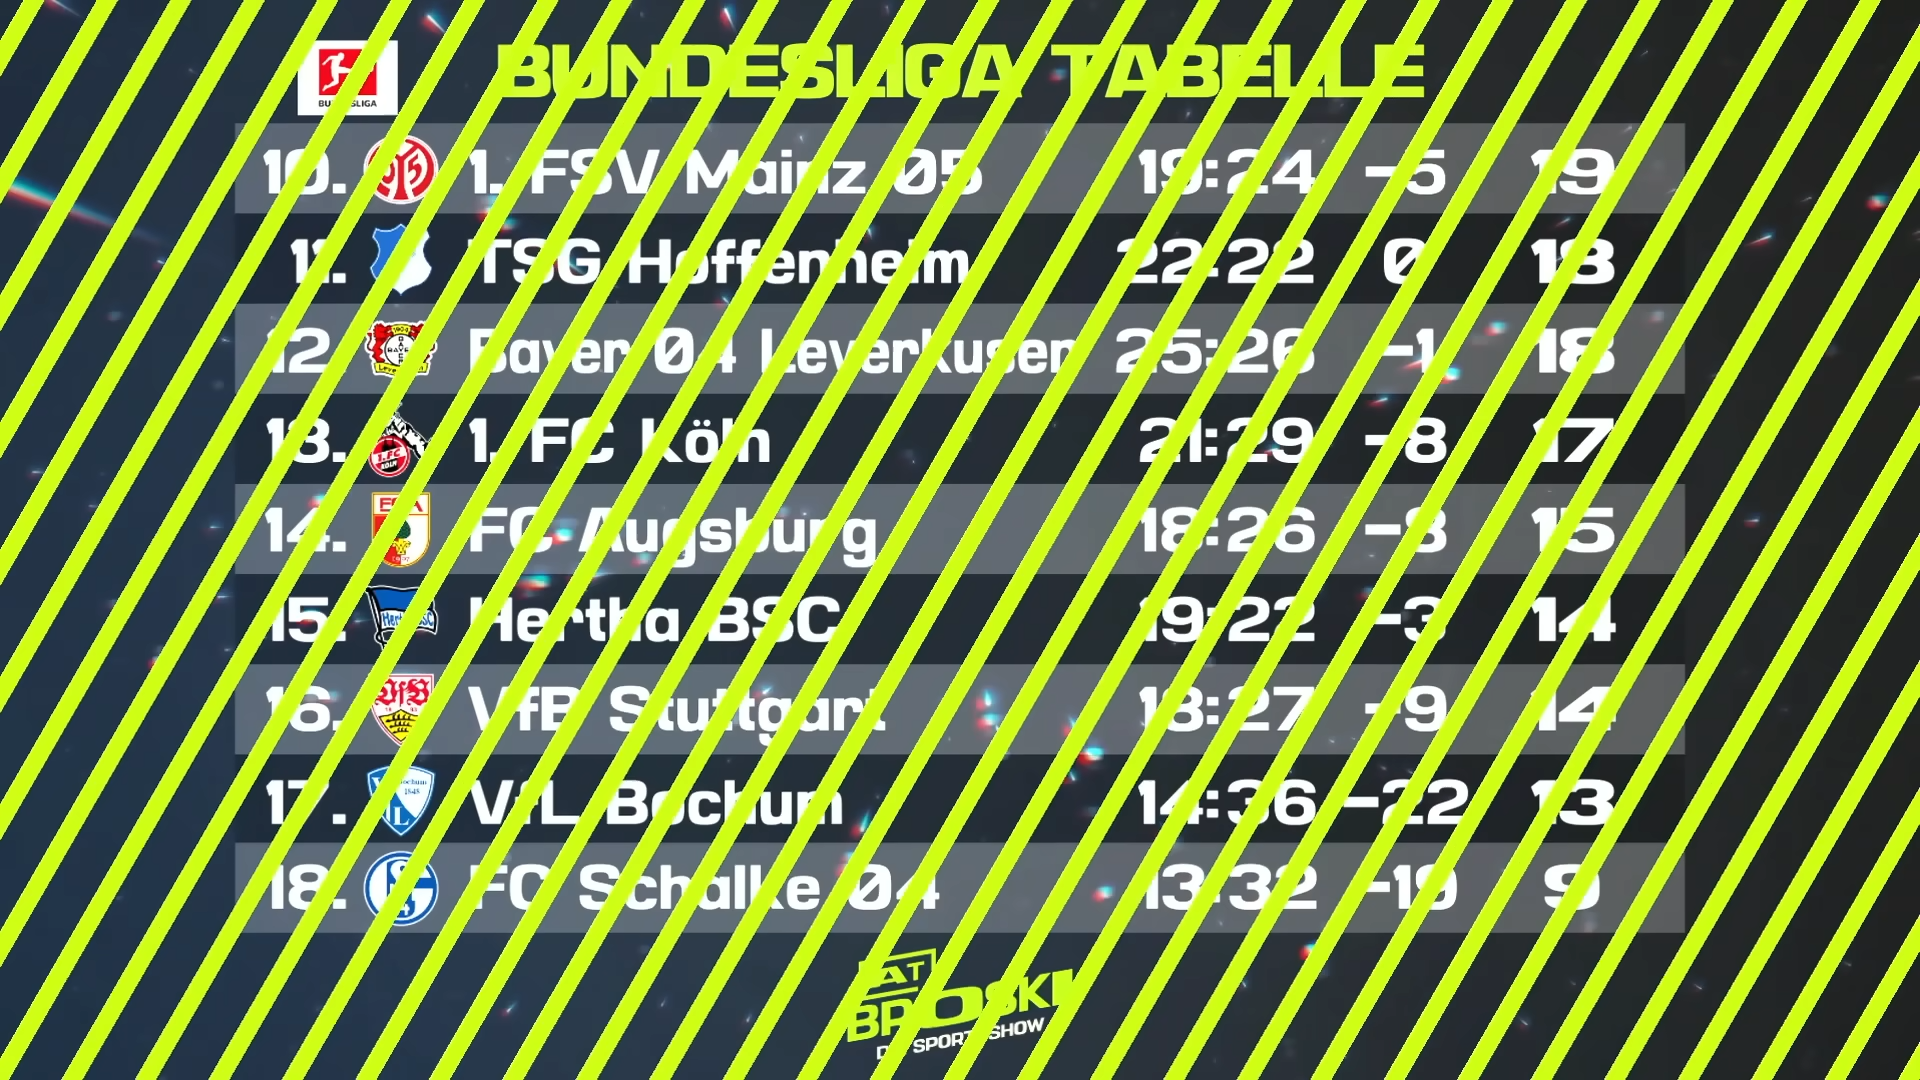 BUNDESLIGA TABELLE
BUNDESLIGA
10. 1. FSV Mainz 05 19:24 -5 19
11. TSG Hoffenheim 22:22 0 18
12. Bayer 04 Leverkusen 25:26 -1 18
13. 1. FC Köln 21:29 -8 17
14. FC Augsburg 18:26 -8 15
15. Hertha BSC 19:22 -3 14
16. VfB Stuttgart 18:27 -9 14
17. VfL Bochum 14:36 -22 13
18. FC Schalke 04 13:32 -19 9
BROSKI
SPORTSHOW